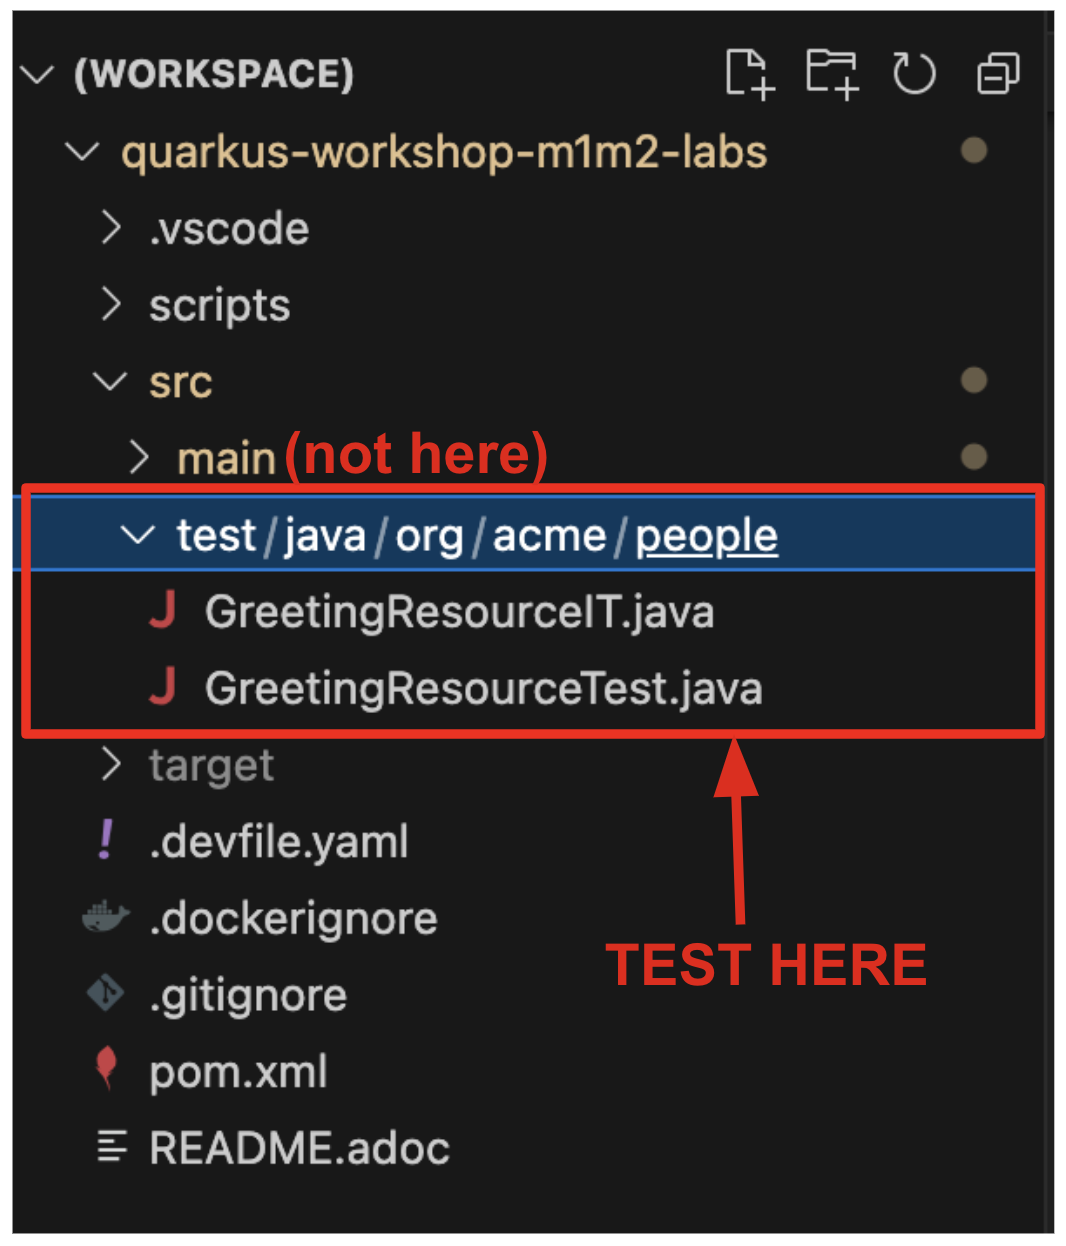 (WORKSPACE)
quarkus-workshop-m1m2-labs
.vscode
scripts
src
main (not here)
test/java/org/acme/people
J GreetingResourceIT.java
J GreetingResourceTest.java
target
! .devfile.yaml
.dockerignore
TEST HERE
.gitignore
pom.xml
README.adoc